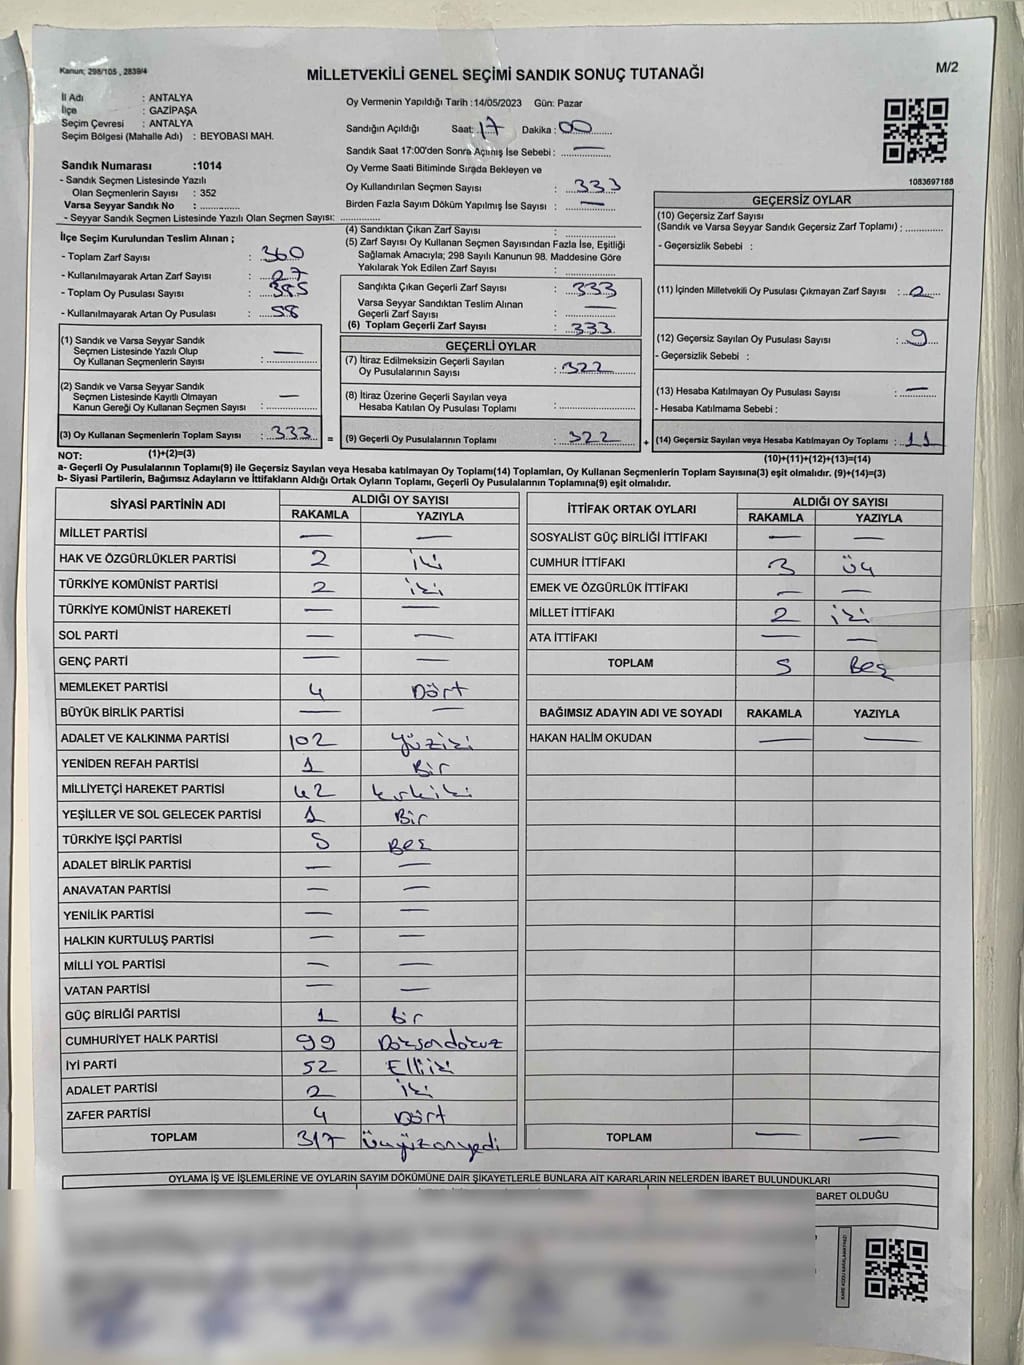 Kanun; 298/105 , 2839/4
MİLLETVEKİLİ GENEL SEÇİMİ SANDIK SONUÇ TUTANAĞI
M/2
İl Adı : ANTALYA
İlçe : GAZİPAŞA
Seçim Çevresi : ANTALYA
Seçim Bölgesi (Mahalle Adı) : BEYOBASI MAH.
Sandık Numarası :1014
- Sandık Seçmen Listesinde Yazılı
Olan Seçmenlerin Sayısı : 352
Varsa Seyyar Sandık No : ...............
- Seyyar Sandık Seçmen Listesinde Yazılı Olan Seçmen Sayısı: ...............
Oy Vermenin Yapıldığı Tarih :14/05/2023 Gün: Pazar
Sandığın Açıldığı Saat: 17 Dakika : 00
Sandık Saat 17:00'den Sonra Açılmış İse Sebebi : —
Oy Verme Saati Bitiminde Sırada Bekleyen ve
Oy Kullandırılan Seçmen Sayısı : 333
Birden Fazla Sayım Döküm Yapılmış İse Sayısı : —
1083697188
İlçe Seçim Kurulundan Teslim Alınan ;
- Toplam Zarf Sayısı : 360
- Kullanılmayarak Artan Zarf Sayısı : 27
- Toplam Oy Pusulası Sayısı : 385
- Kullanılmayarak Artan Oy Pusulası : 58
(4) Sandıktan Çıkan Zarf Sayısı :
(5) Zarf Sayısı Oy Kullanan Seçmen Sayısından Fazla İse, Eşitliği
Sağlamak Amacıyla; 298 Sayılı Kanunun 98. Maddesine Göre
Yakılarak Yok Edilen Zarf Sayısı :
Sandıkta Çıkan Geçerli Zarf Sayısı : 333
Varsa Seyyar Sandıktan Teslim Alınan
Geçerli Zarf Sayısı : —
(6) Toplam Geçerli Zarf Sayısı : 333
GEÇERSİZ OYLAR
(10) Geçersiz Zarf Sayısı
(Sandık ve Varsa Seyyar Sandık Geçersiz Zarf Toplamı) :
- Geçersizlik Sebebi :
(11) İçinden Milletvekili Oy Pusulası Çıkmayan Zarf Sayısı : 2
(12) Geçersiz Sayılan Oy Pusulası Sayısı : 9
- Geçersizlik Sebebi :
(13) Hesaba Katılmayan Oy Pusulası Sayısı : —
- Hesaba Katılmama Sebebi :
(14) Geçersiz Sayılan veya Hesaba Katılmayan Oy Toplamı : 11
(10)+(11)+(12)+(13)=(14)
(1) Sandık ve Varsa Seyyar Sandık
Seçmen Listesinde Yazılı Olup
Oy Kullanan Seçmenlerin Sayısı : —
(2) Sandık ve Varsa Seyyar Sandık
Seçmen Listesinde Kayıtlı Olmayan
Kanun Gereği Oy Kullanan Seçmen Sayısı : —
(3) Oy Kullanan Seçmenlerin Toplam Sayısı : 333 =
(1)+(2)=(3)
GEÇERLİ OYLAR
(7) İtiraz Edilmeksizin Geçerli Sayılan
Oy Pusulalarının Sayısı : 322
(8) İtiraz Üzerine Geçerli Sayılan veya
Hesaba Katılan Oy Pusulası Toplamı :
(9) Geçerli Oy Pusulalarının Toplamı : 322 +
NOT:
a- Geçerli Oy Pusulalarının Toplamı(9) ile Geçersiz Sayılan veya Hesaba katılmayan Oy Toplamı(14) Toplamları, Oy Kullanan Seçmenlerin Toplam Sayısına(3) eşit olmalıdır. (9)+(14)=(3)
b- Siyasi Partilerin, Bağımsız Adayların ve İttifakların Aldığı Ortak Oyların Toplamı, Geçerli Oy Pusulalarının Toplamına(9) eşit olmalıdır.
SİYASİ PARTİNİN ADI ALDIĞI OY SAYISI
RAKAMLA YAZIYLA
MİLLET PARTİSİ — —
HAK VE ÖZGÜRLÜKLER PARTİSİ 2 iki
TÜRKİYE KOMÜNİST PARTİSİ 2 iki
TÜRKİYE KOMÜNİST HAREKETİ — —
SOL PARTİ — —
GENÇ PARTİ — —
MEMLEKET PARTİSİ 4 Dört
BÜYÜK BİRLİK PARTİSİ — —
ADALET VE KALKINMA PARTİSİ 102 Yüziki
YENİDEN REFAH PARTİSİ 1 Bir
MİLLİYETÇİ HAREKET PARTİSİ 42 kırkiki
YEŞİLLER VE SOL GELECEK PARTİSİ 1 Bir
TÜRKİYE İŞÇİ PARTİSİ 5 Beş
ADALET BİRLİK PARTİSİ — —
ANAVATAN PARTİSİ — —
YENİLİK PARTİSİ — —
HALKIN KURTULUŞ PARTİSİ — —
MİLLİ YOL PARTİSİ — —
VATAN PARTİSİ — —
GÜÇ BİRLİĞİ PARTİSİ 1 bir
CUMHURİYET HALK PARTİSİ 99 Doksandokuz
İYİ PARTİ 52 Elliiki
ADALET PARTİSİ 2 iki
ZAFER PARTİSİ 4 Dört
TOPLAM 317 Üçyüzonyedi
İTTİFAK ORTAK OYLARI ALDIĞI OY SAYISI
RAKAMLA YAZIYLA
SOSYALİST GÜÇ BİRLİĞİ İTTİFAKI — —
CUMHUR İTTİFAKI 3 üç
EMEK VE ÖZGÜRLÜK İTTİFAKI — —
MİLLET İTTİFAKI 2 iki
ATA İTTİFAKI — —
TOPLAM 5 Beş
BAĞIMSIZ ADAYIN ADI VE SOYADI RAKAMLA YAZIYLA
HAKAN HALİM OKUDAN — —
TOPLAM — —
OYLAMA İŞ VE İŞLEMLERİNE VE OYLARIN SAYIM DÖKÜMÜNE DAİR ŞİKAYETLERLE BUNLARA AİT KARARLARIN NELERDEN İBARET BULUNDUKLARI
BARET OLDUĞU